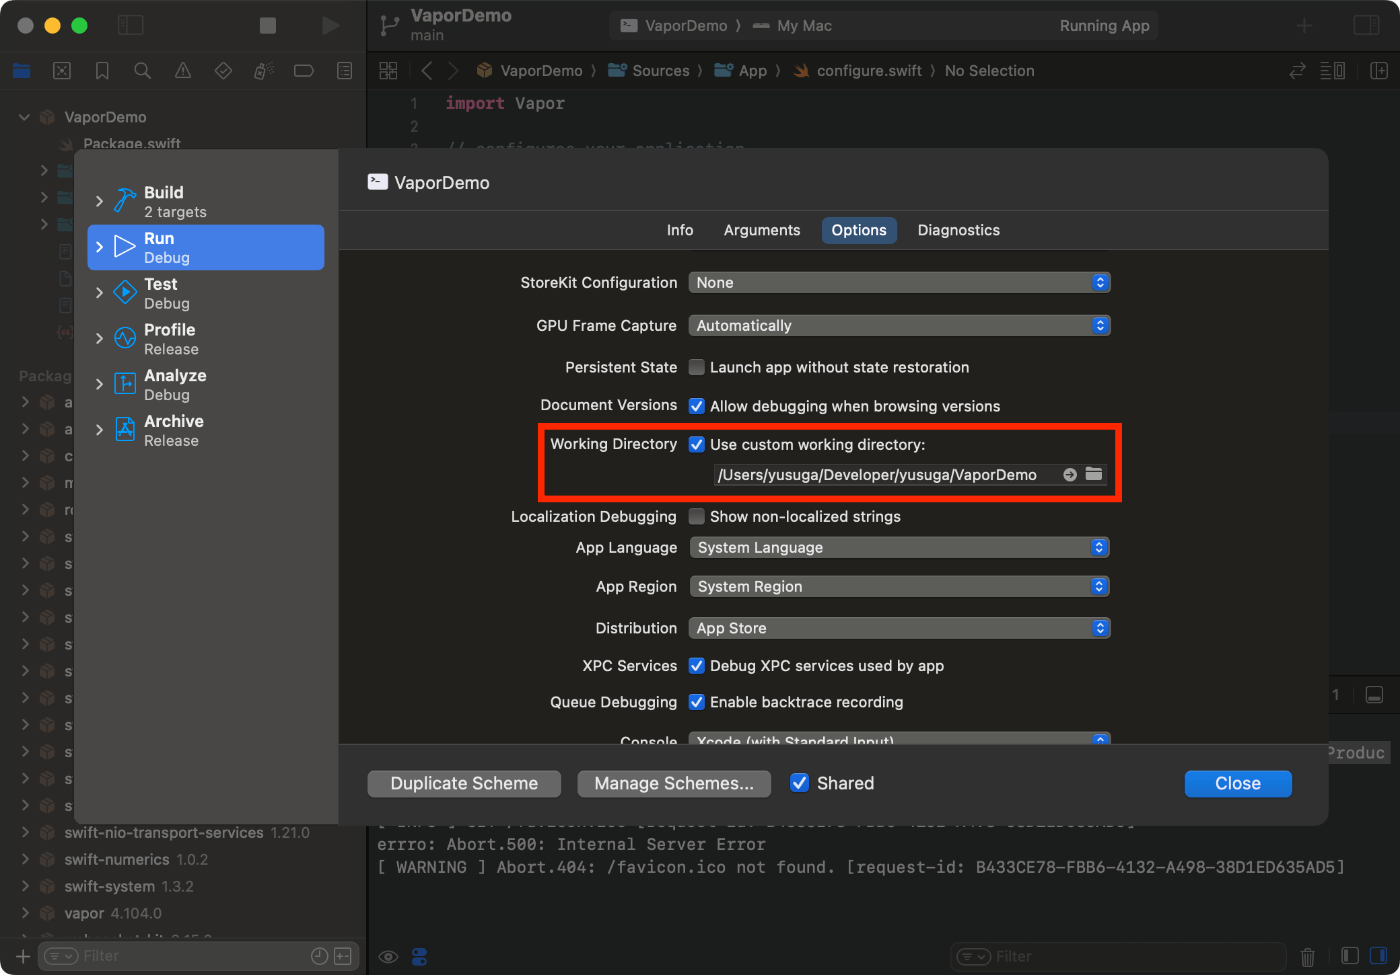 VaporDemo
main
VaporDemo 〉 My Mac
Running App
VaporDemo 〉 Sources 〉 App 〉 configure.swift 〉 No Selection
VaporDemo
Package.swift
1 import Vapor
2
3 // configures your application
Packag
a
a
c
m
s
s
s
s
s
s
s
s
s
s
s
swift-nio-transport-services 1.21.0
swift-numerics 1.0.2
swift-system 1.3.2
vapor 4.104.0
Filter
Build
2 targets
Run
Debug
Test
Debug
Profile
Release
Analyze
Debug
Archive
Release
VaporDemo
Info Arguments Options Diagnostics
StoreKit Configuration None
GPU Frame Capture Automatically
Persistent State Launch app without state restoration
Document Versions Allow debugging when browsing versions
Working Directory Use custom working directory:
/Users/yusuga/Developer/yusuga/VaporDemo
Localization Debugging Show non-localized strings
App Language System Language
App Region System Region
Distribution App Store
XPC Services Debug XPC services used by app
Queue Debugging Enable backtrace recording
Console Xcode (with Standard Input)
Duplicate Scheme Manage Schemes... Shared Close
1
Produc
errro: Abort.500: Internal Server Error
[ WARNING ] Abort.404: /favicon.ico not found. [request-id: B433CE78-FBB6-4132-A498-38D1ED635AD5]
Filter